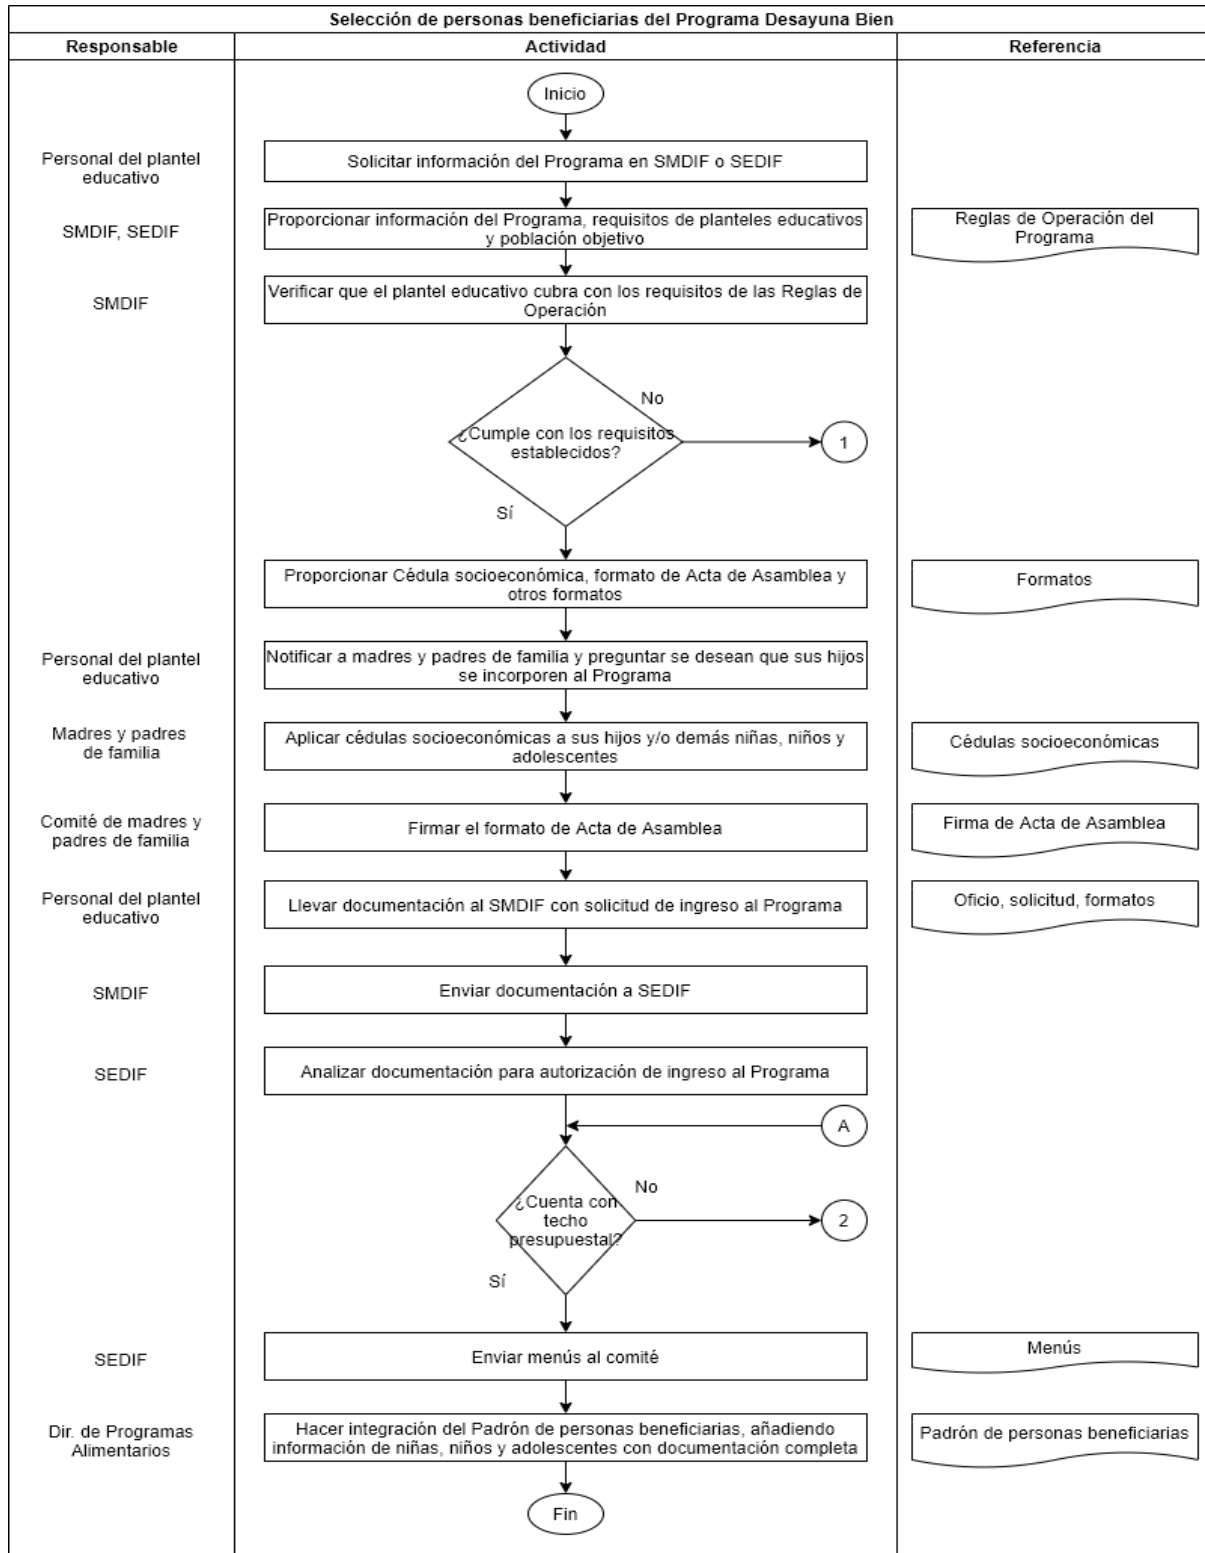 Selección de personas beneficiarias del Programa Desayuna Bien
Responsable
Actividad
Referencia
Inicio
Personal del plantel
educativo
Solicitar información del Programa en SMDIF o SEDIF
SMDIF, SEDIF
Proporcionar información del Programa, requisitos de planteles educativos
y población objetivo
Reglas de Operación del
Programa
SMDIF
Verificar que el plantel educativo cubra con los requisitos de las Reglas de
Operación
No
¿Cumple con los requisitos
establecidos?
1
Sí
Proporcionar Cédula socioeconómica, formato de Acta de Asamblea y
otros formatos
Formatos
Personal del plantel
educativo
Notificar a madres y padres de familia y preguntar se desean que sus hijos
se incorporen al Programa
Madres y padres
de familia
Aplicar cédulas socioeconómicas a sus hijos y/o demás niñas, niños y
adolescentes
Cédulas socioeconómicas
Comité de madres y
padres de familia
Firmar el formato de Acta de Asamblea
Firma de Acta de Asamblea
Personal del plantel
educativo
Llevar documentación al SMDIF con solicitud de ingreso al Programa
Oficio, solicitud, formatos
SMDIF
Enviar documentación a SEDIF
SEDIF
Analizar documentación para autorización de ingreso al Programa
A
No
¿Cuenta con
techo
presupuestal?
2
Sí
SEDIF
Enviar menús al comité
Menús
Dir. de Programas
Alimentarios
Hacer integración del Padrón de personas beneficiarias, añadiendo
información de niñas, niños y adolescentes con documentación completa
Padrón de personas beneficiarias
Fin